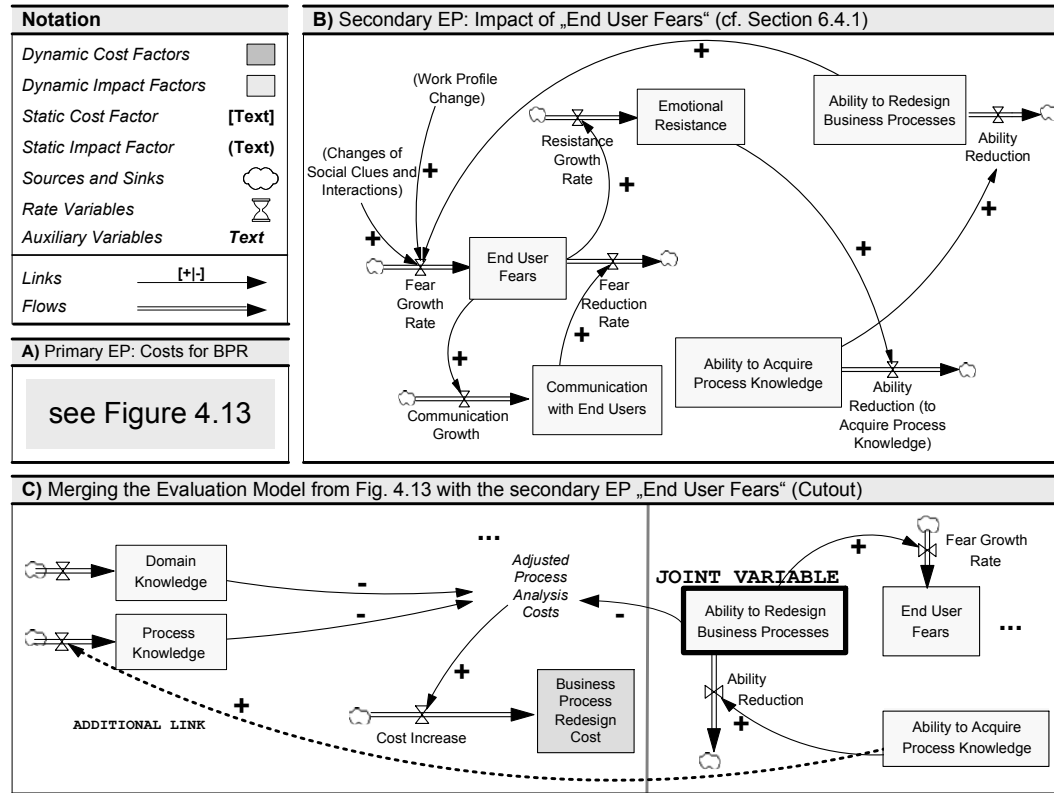 Notation
Dynamic Cost Factors
Dynamic Impact Factors
Static Cost Factor [Text]
Static Impact Factor (Text)
Sources and Sinks
Rate Variables
Auxiliary Variables Text
Links [+|-]
Flows
A) Primary EP: Costs for BPR
see Figure 4.13
B) Secondary EP: Impact of „End User Fears“ (cf. Section 6.4.1)
(Work Profile
Change)
(Changes of
Social Clues and
Interactions)
Resistance
Growth
Rate
Emotional
Resistance
Ability to Redesign
Business Processes
Ability
Reduction
+
+
+
+
+
+
+
+
+
Fear
Growth
Rate
End User
Fears
Fear
Reduction
Rate
Communication
Growth
Communication
with End Users
Ability to Acquire
Process Knowledge
Ability
Reduction (to
Acquire Process
Knowledge)
C) Merging the Evaluation Model from Fig. 4.13 with the secondary EP „End User Fears“ (Cutout)
Domain
Knowledge
Process
Knowledge
-
-
...
Adjusted
Process
Analysis
Costs
+
+
ADDITIONAL LINK
Cost Increase
Business
Process
Redesign
Cost
JOINT VARIABLE
Ability to Redesign
Business Processes
-
+
Fear Growth
Rate
End User
Fears
...
Ability
Reduction
+
Ability to Acquire
Process Knowledge